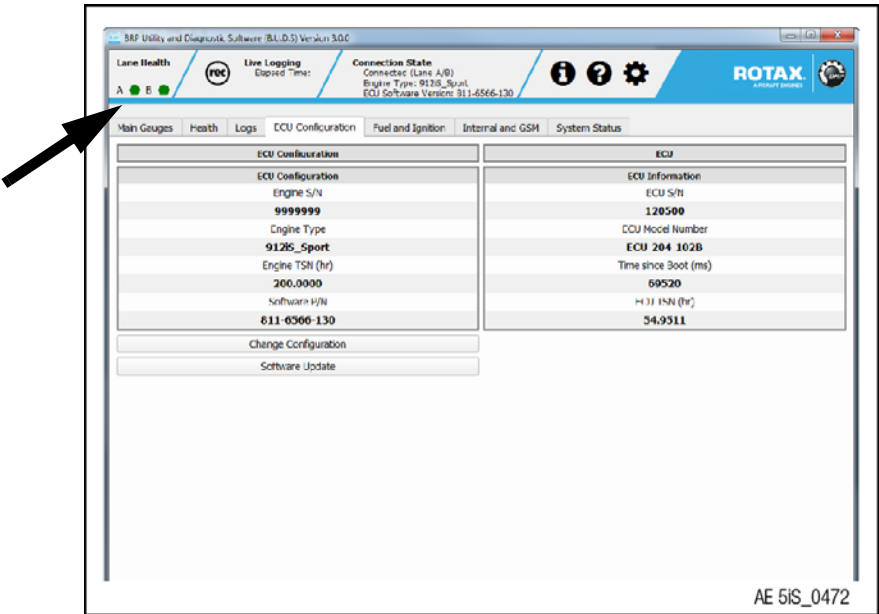 BRP Utility and Diagnostic Software (B.U.D.S) Version 3.0.0
Lane Health
A B
rec
Live Logging
Elapsed Time:
Connection State
Connected (Lane A/B)
Engine Type: 912iS_Sport
ECU Software Version: 811-6566-130
ROTAX
AIRCRAFT ENGINES
Main Gauges Health Logs ECU Configuration Fuel and Ignition Internal and GSM System Status
ECU Configuration
ECU Configuration
Engine S/N
9999999
Engine Type
912iS_Sport
Engine TSN (hr)
200.0000
Software P/N
811-6566-130
Change Configuration
Software Update
ECU
ECU Information
ECU S/N
120500
ECU Model Number
ECU 204 102B
Time since Boot (ms)
69520
ECU TSN (hr)
54.9511
AE 5iS_0472